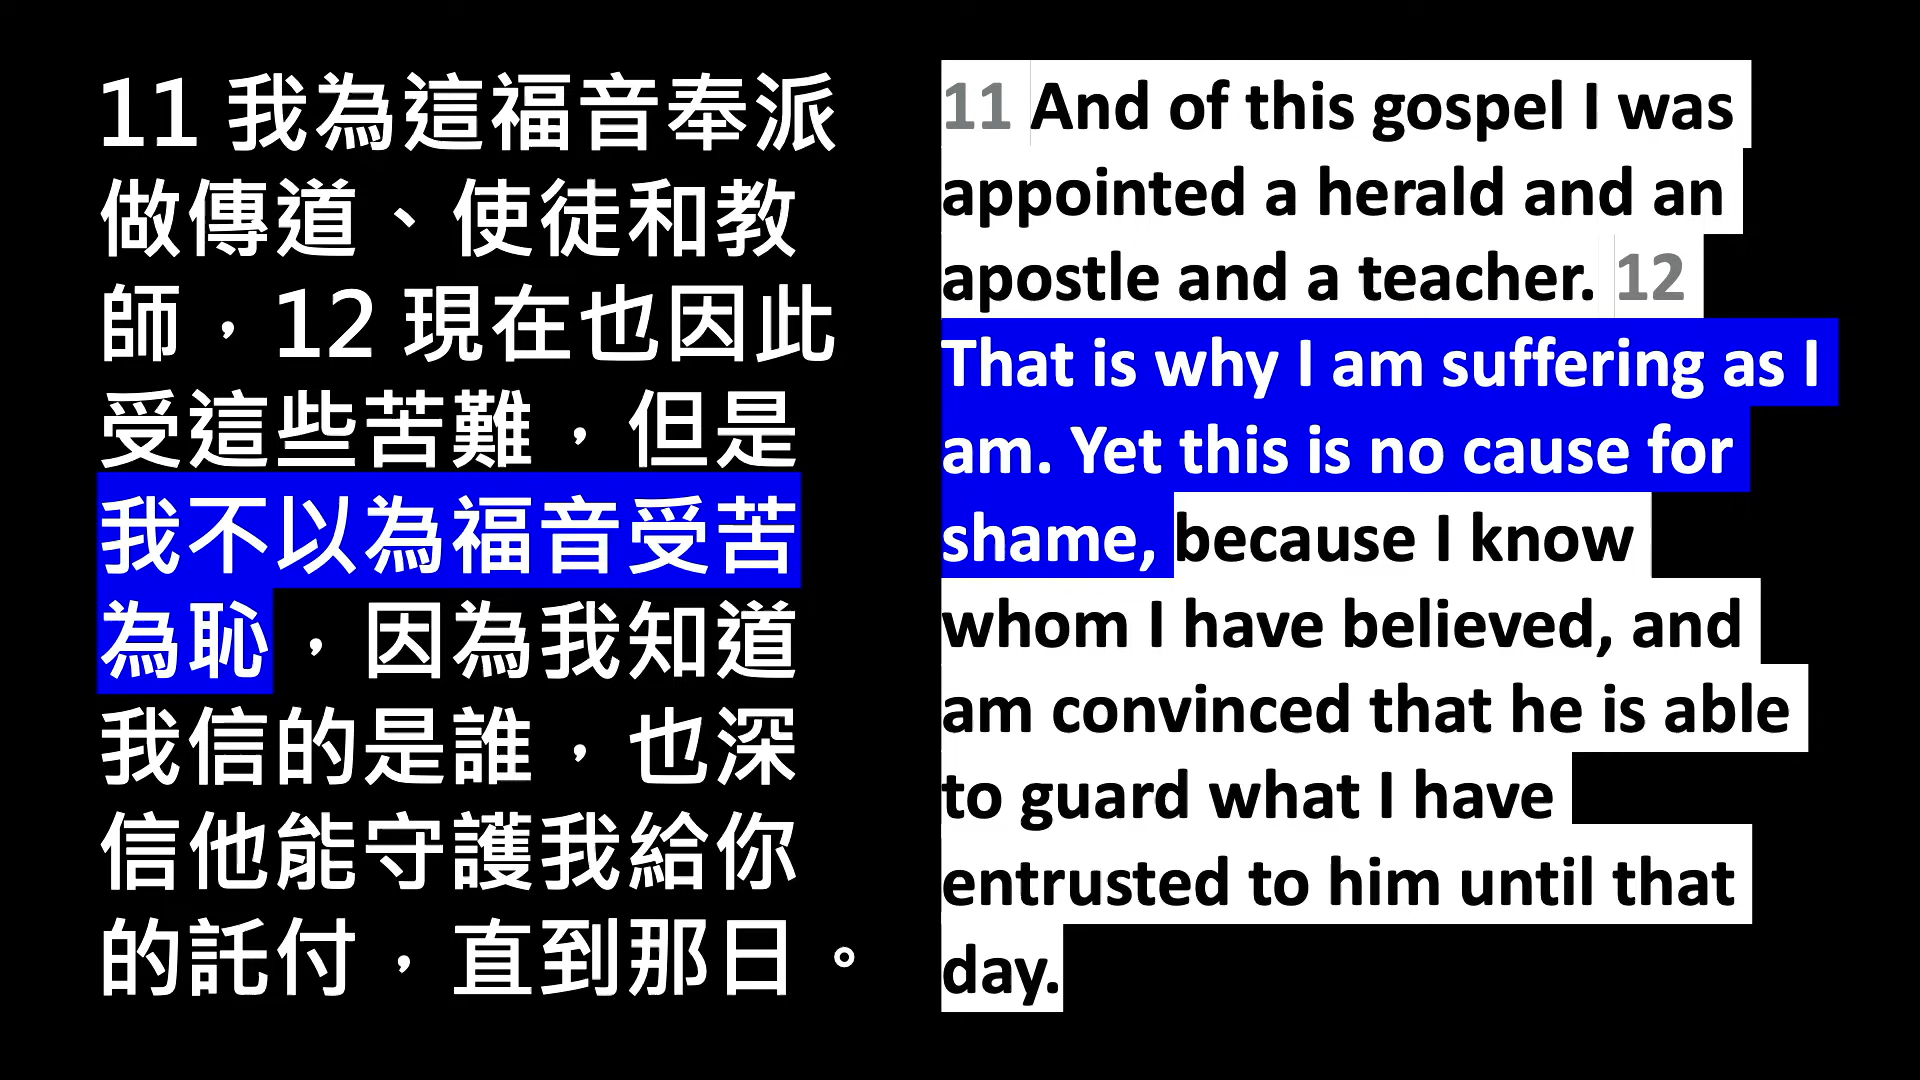 11 我為這福音奉派
做傳道、使徒和教
師，12 現在也因此
受這些苦難，但是
我不以為福音受苦
為恥，因為我知道
我信的是誰，也深
信他能守護我給你
的託付，直到那日。
11 And of this gospel I was
appointed a herald and an
apostle and a teacher. 12
That is why I am suffering as I
am. Yet this is no cause for
shame, because I know
whom I have believed, and
am convinced that he is able
to guard what I have
entrusted to him until that
day.